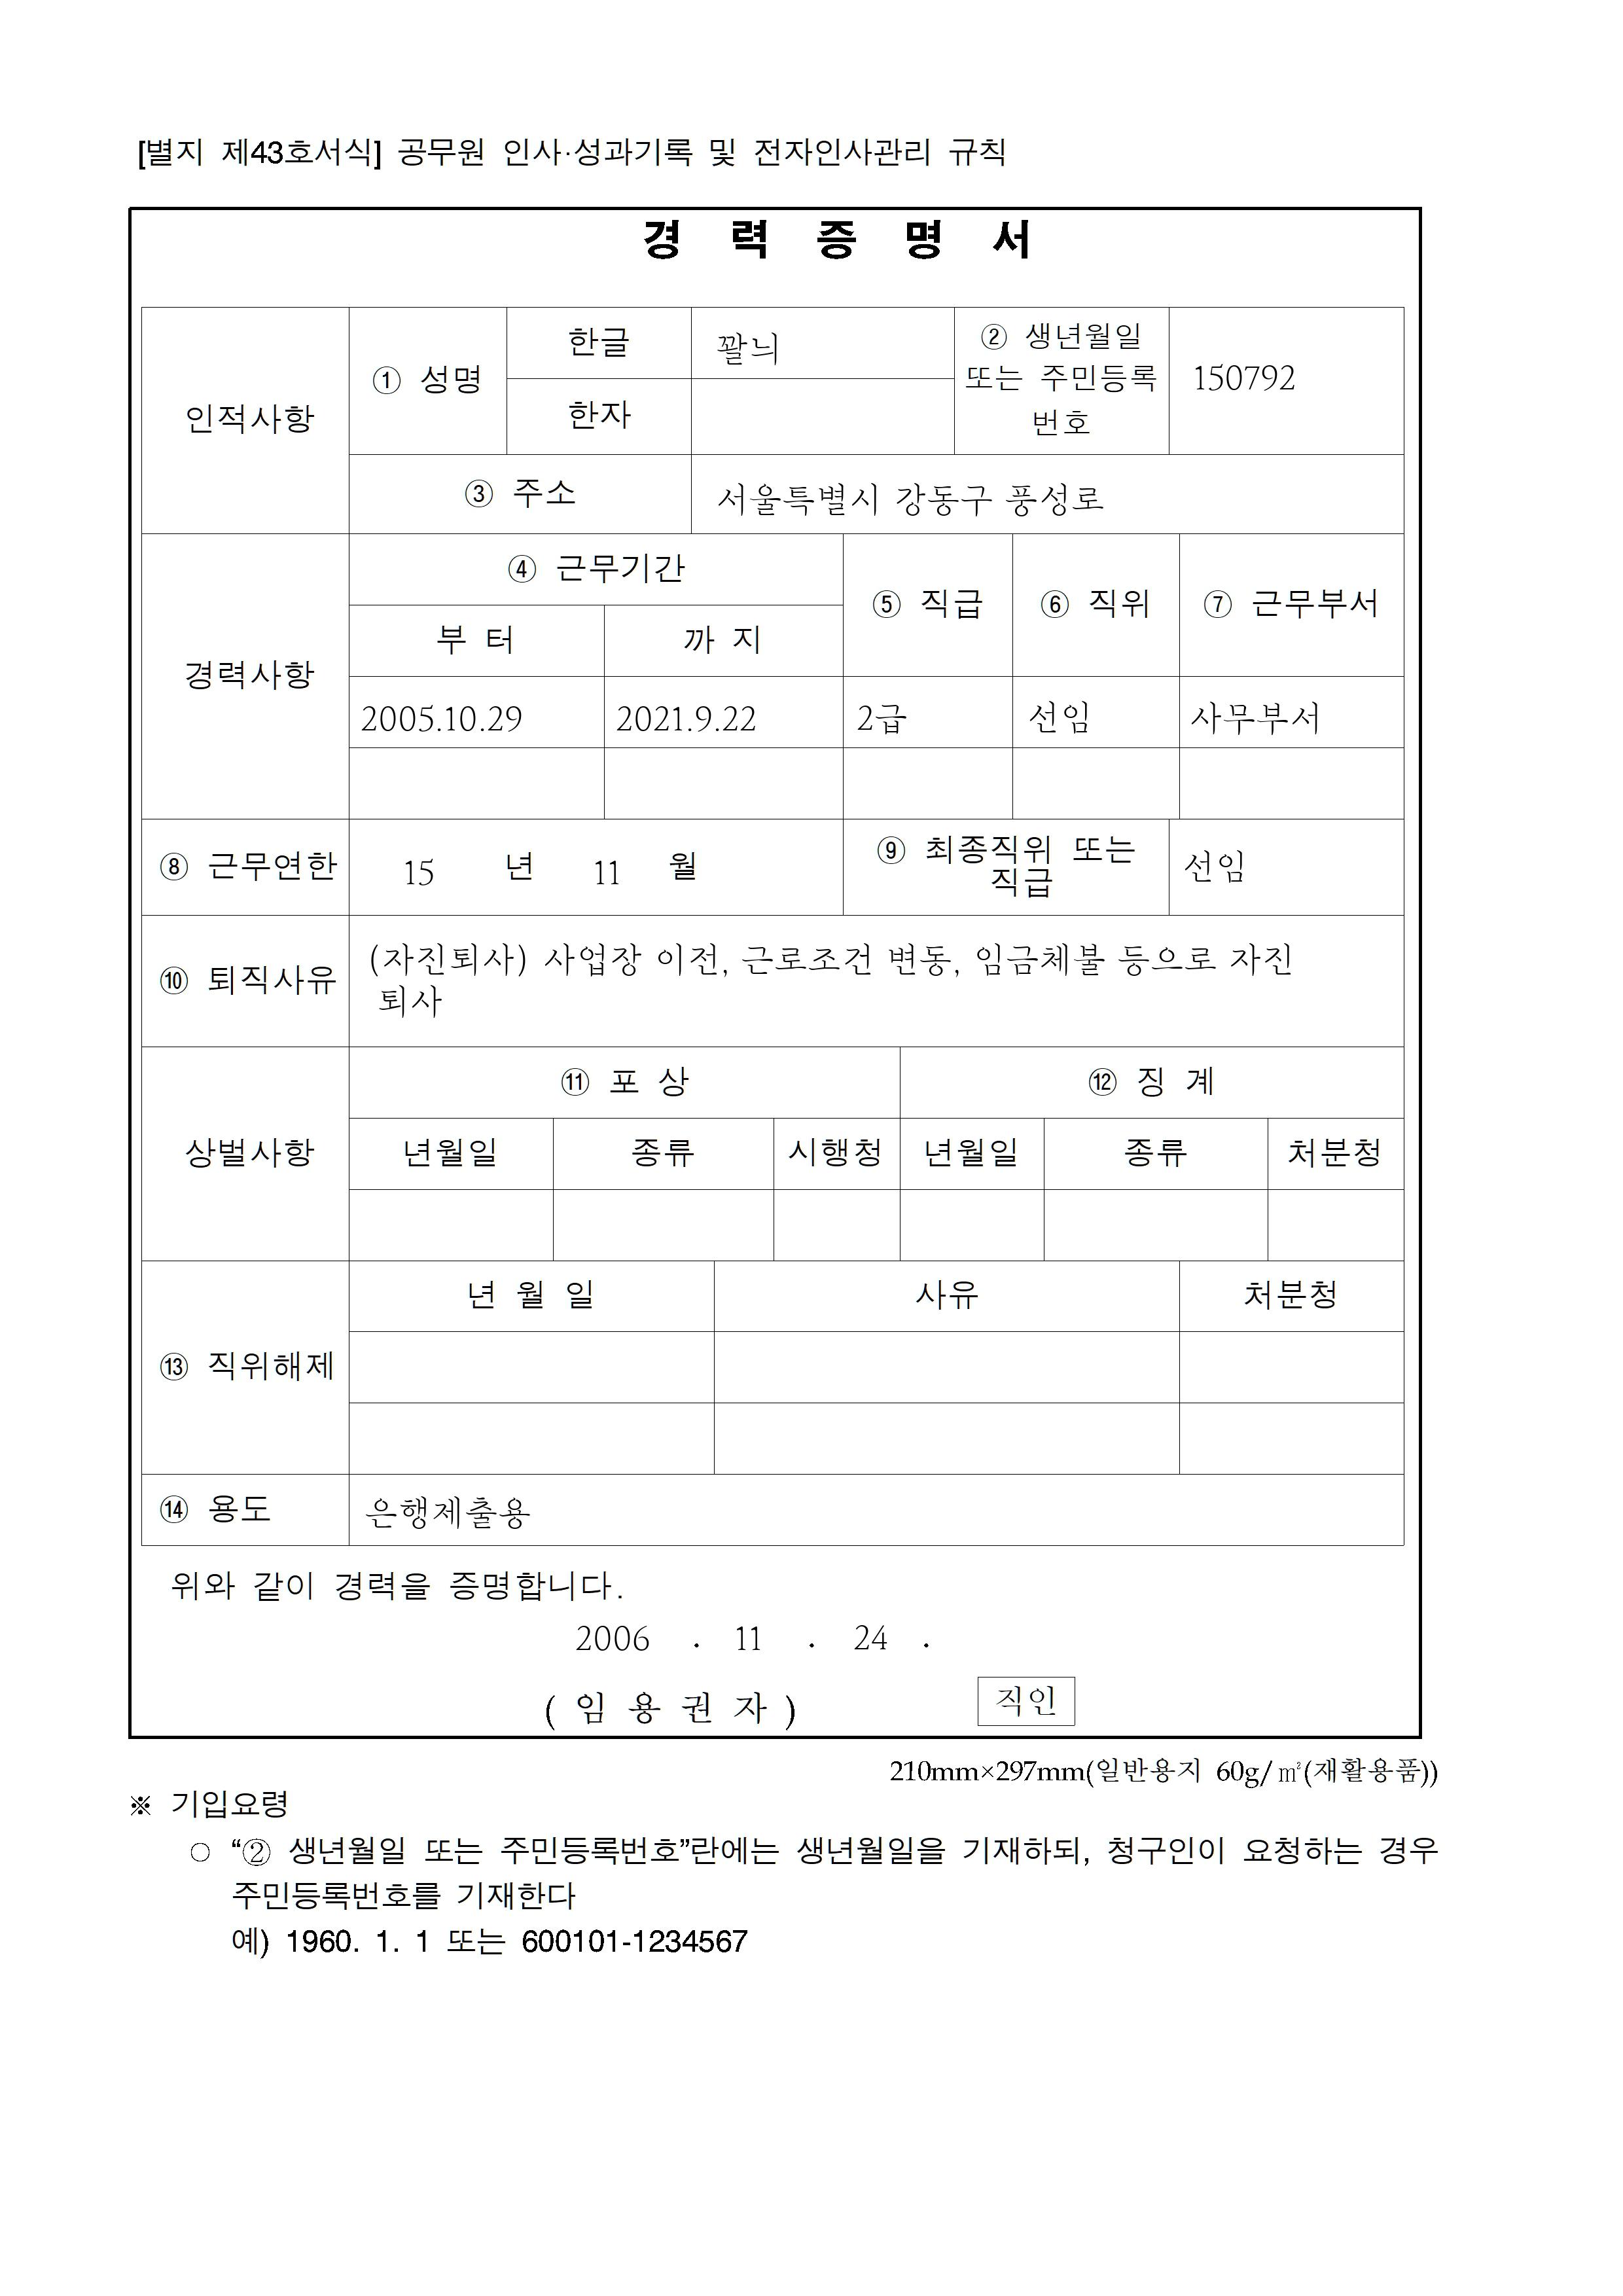 [별지 제43호서식] 공무원 인사·성과기록 및 전자인사관리 규칙
경 력 증 명 서
인적사항
① 성명
한글
꽐늬
② 생년월일
또는 주민등록
번호
150792
한자
③ 주소
서울특별시 강동구 풍성로
경력사항
④ 근무기간
⑤ 직급
⑥ 직위
⑦ 근무부서
부 터
까 지
2005.10.29
2021.9.22
2급
선임
사무부서
⑧ 근무연한
15 년 11 월
⑨ 최종직위 또는
직급
선임
⑩ 퇴직사유
(자진퇴사) 사업장 이전, 근로조건 변동, 임금체불 등으로 자진
퇴사
상벌사항
⑪ 포 상
⑫ 징 계
년월일
종류
시행청
년월일
종류
처분청
⑬ 직위해제
년 월 일
사유
처분청
⑭ 용도
은행제출용
위와 같이 경력을 증명합니다.
2006 . 11 . 24 .
( 임 용 권 자 )
직인
210mm×297mm(일반용지 60g/㎡(재활용품))
※ 기입요령
○ “② 생년월일 또는 주민등록번호”란에는 생년월일을 기재하되, 청구인이 요청하는 경우
주민등록번호를 기재한다
예) 1960. 1. 1 또는 600101-1234567